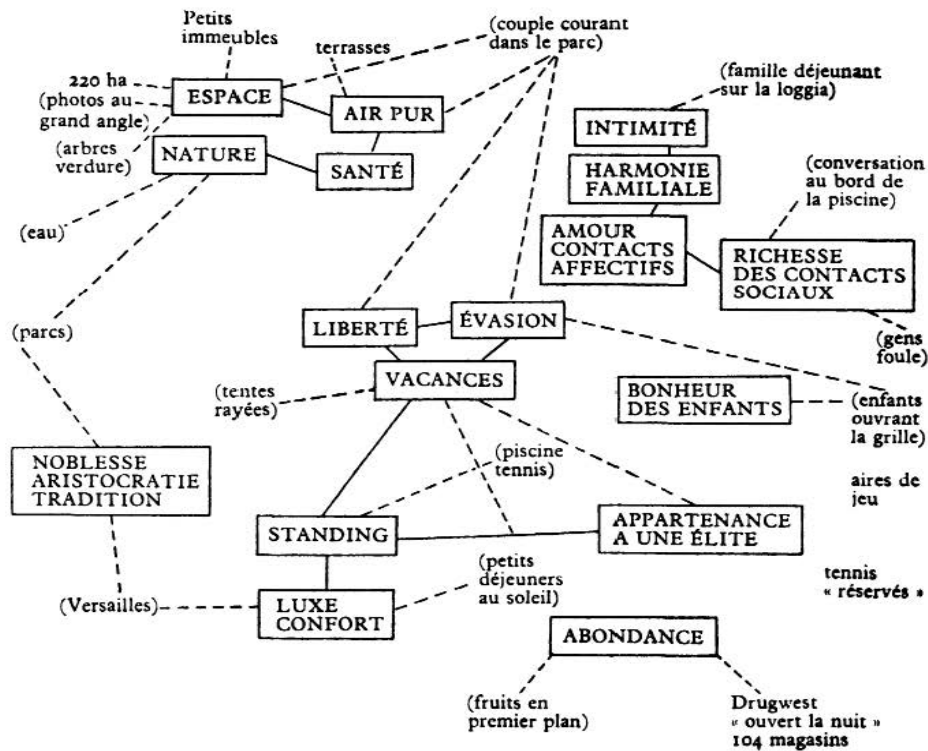 Petits
immeubles
(couple courant
dans le parc)
terrasses
220 ha
(photos au
grand angle)
ESPACE
AIR PUR
(famille déjeunant
sur la loggia)
INTIMITÉ
(arbres
verdure)
NATURE
SANTÉ
HARMONIE
FAMILIALE
(conversation
au bord de
la piscine)
(eau)
AMOUR
CONTACTS
AFFECTIFS
RICHESSE
DES CONTACTS
SOCIAUX
(parcs)
LIBERTÉ
ÉVASION
(gens
foule)
VACANCES
(tentes
rayées)
BONHEUR
DES ENFANTS
(enfants
ouvrant
la grille)
NOBLESSE
ARISTOCRATIE
TRADITION
(piscine
tennis)
aires de
jeu
STANDING
APPARTENANCE
A UNE ÉLITE
(petits
déjeuners
au soleil)
tennis
« réservés »
(Versailles)
LUXE
CONFORT
ABONDANCE
(fruits en
premier plan)
Drugwest
« ouvert la nuit »
104 magasins